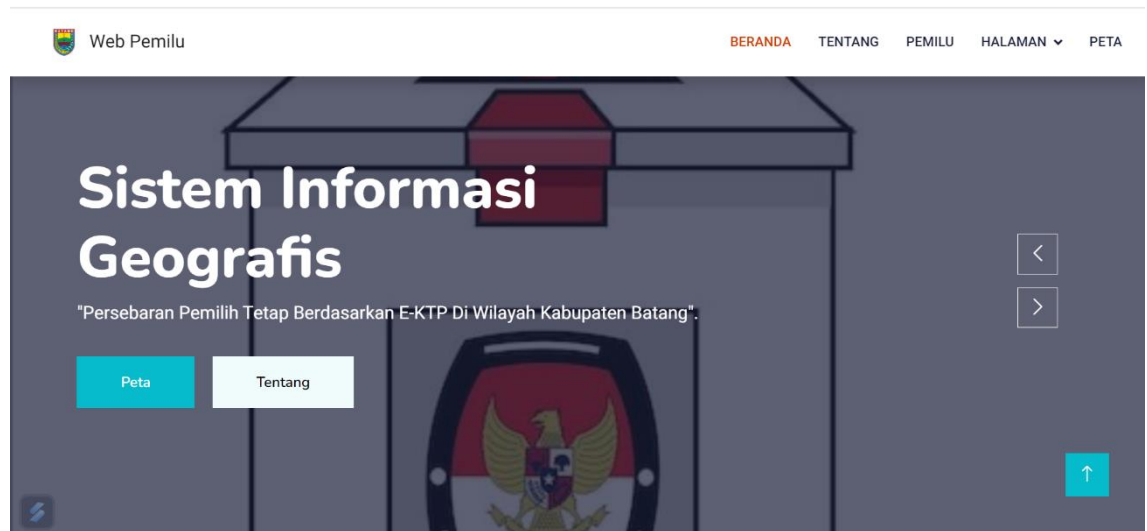 Web Pemilu
BERANDA TENTANG PEMILU HALAMAN PETA
Sistem Informasi
Geografis
"Persebaran Pemilih Tetap Berdasarkan E-KTP Di Wilayah Kabupaten Batang".
Peta Tentang